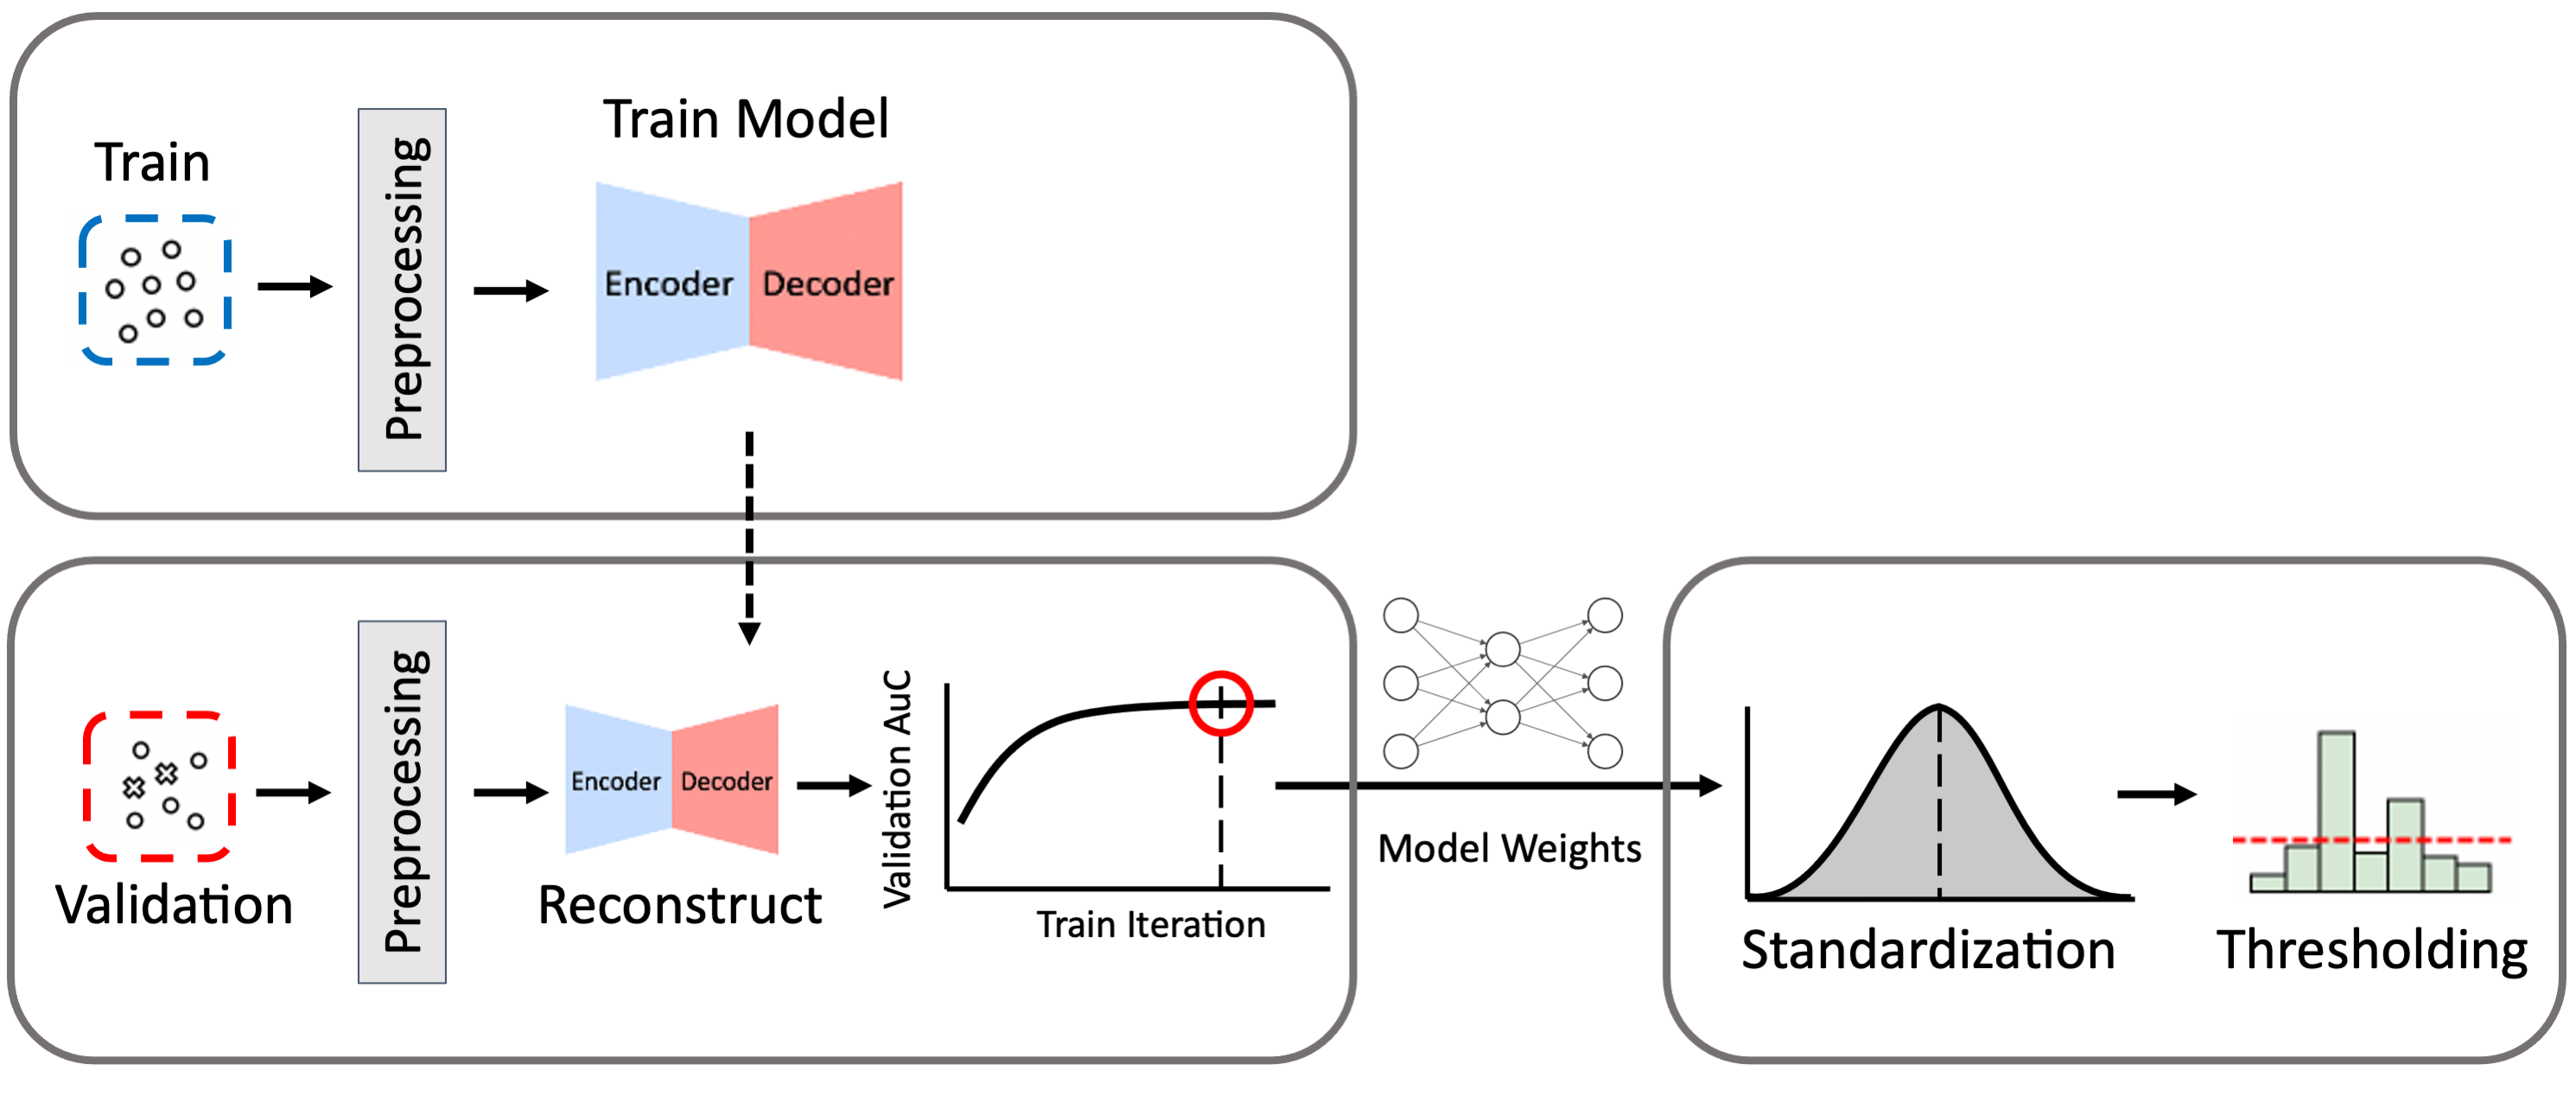 Train Model
Train
Preprocessing
Encoder
Decoder
Preprocessing
Validation AuC
Encoder
Decoder
Model Weights
Validation
Reconstruct
Train Iteration
Standardization
Thresholding